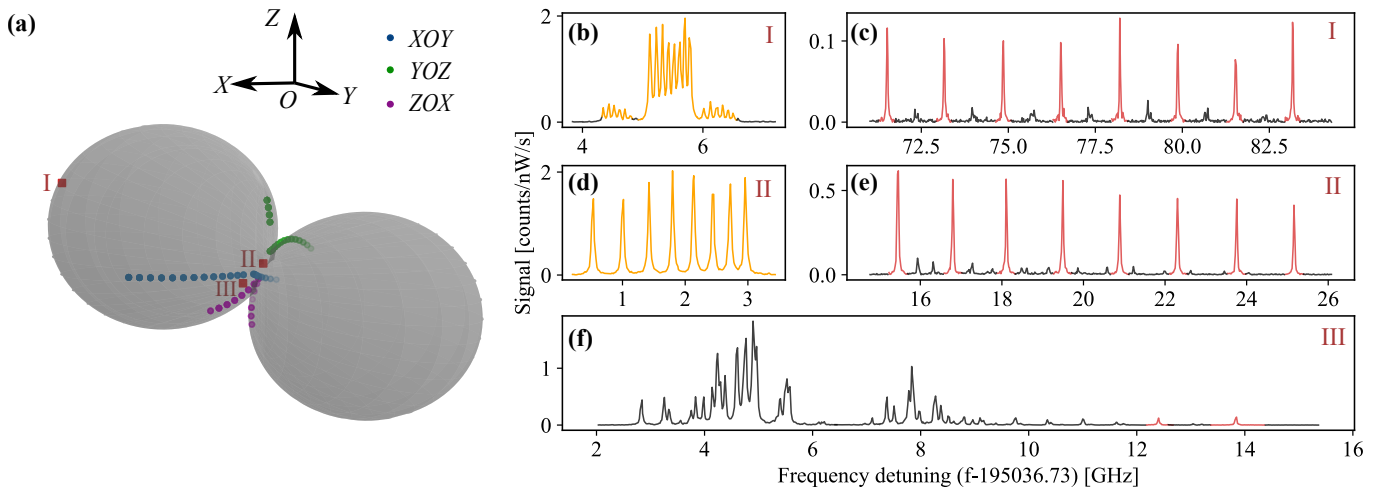 (a)
Z
X
O
Y
XOY
YOZ
ZOX
I
II
III
Signal [counts/nW/s]
(b)
I
2
0
4
6
(c)
I
0.1
0.0
72.5
75.0
77.5
80.0
82.5
(d)
II
2
0
1
2
3
(e)
II
0.5
0.0
16
18
20
22
24
26
(f)
III
1
0
2
4
6
8
10
12
14
16
Frequency detuning (f-195036.73) [GHz]